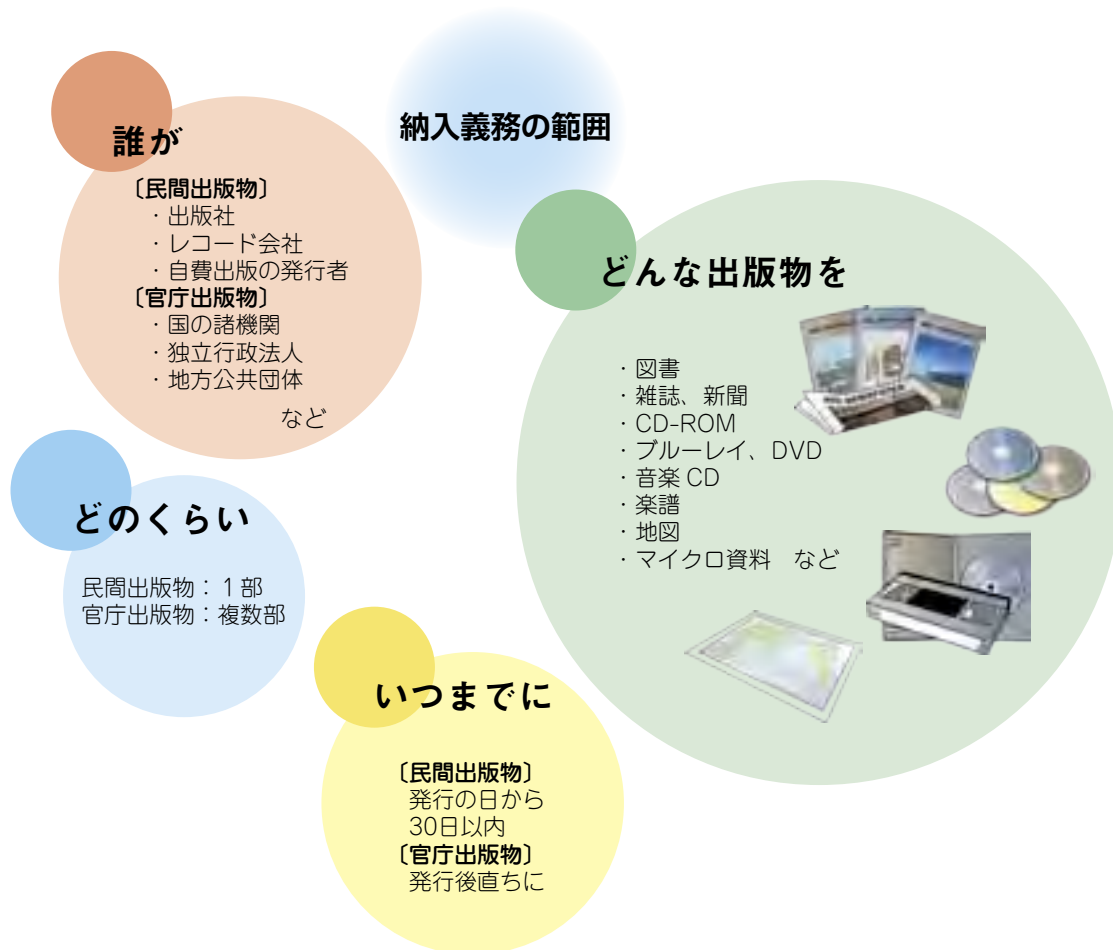 納入義務の範囲
誰が
〔民間出版物〕
・出版社
・レコード会社
・自費出版の発行者
〔官庁出版物〕
・国の諸機関
・独立行政法人
・地方公共団体
など
どんな出版物を
・図書
・雑誌、新聞
・CD-ROM
・ブルーレイ、DVD
・音楽 CD
・楽譜
・地図
・マイクロ資料　など
どのくらい
民間出版物：１部
官庁出版物：複数部
いつまでに
〔民間出版物〕
発行の日から
30日以内
〔官庁出版物〕
発行後直ちに